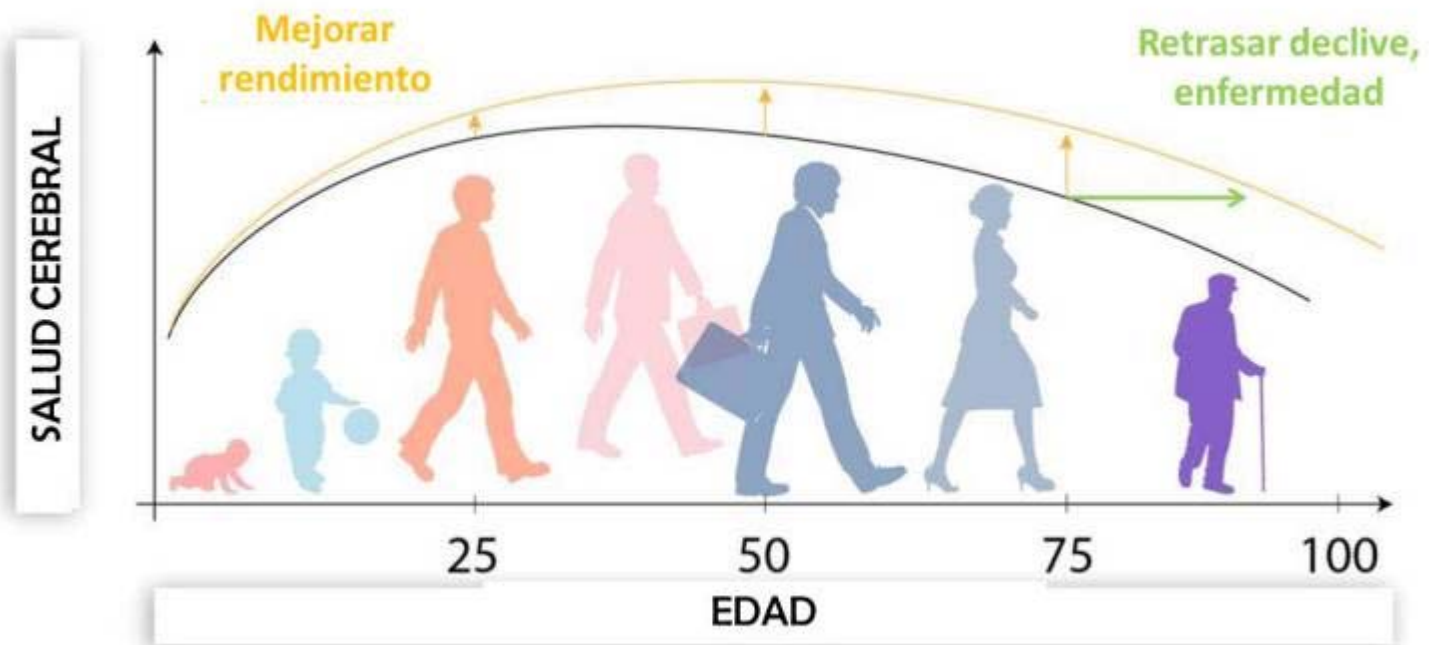 Mejorar
rendimiento
Retrasar declive,
enfermedad
SALUD CEREBRAL
25
50
75
100
EDAD